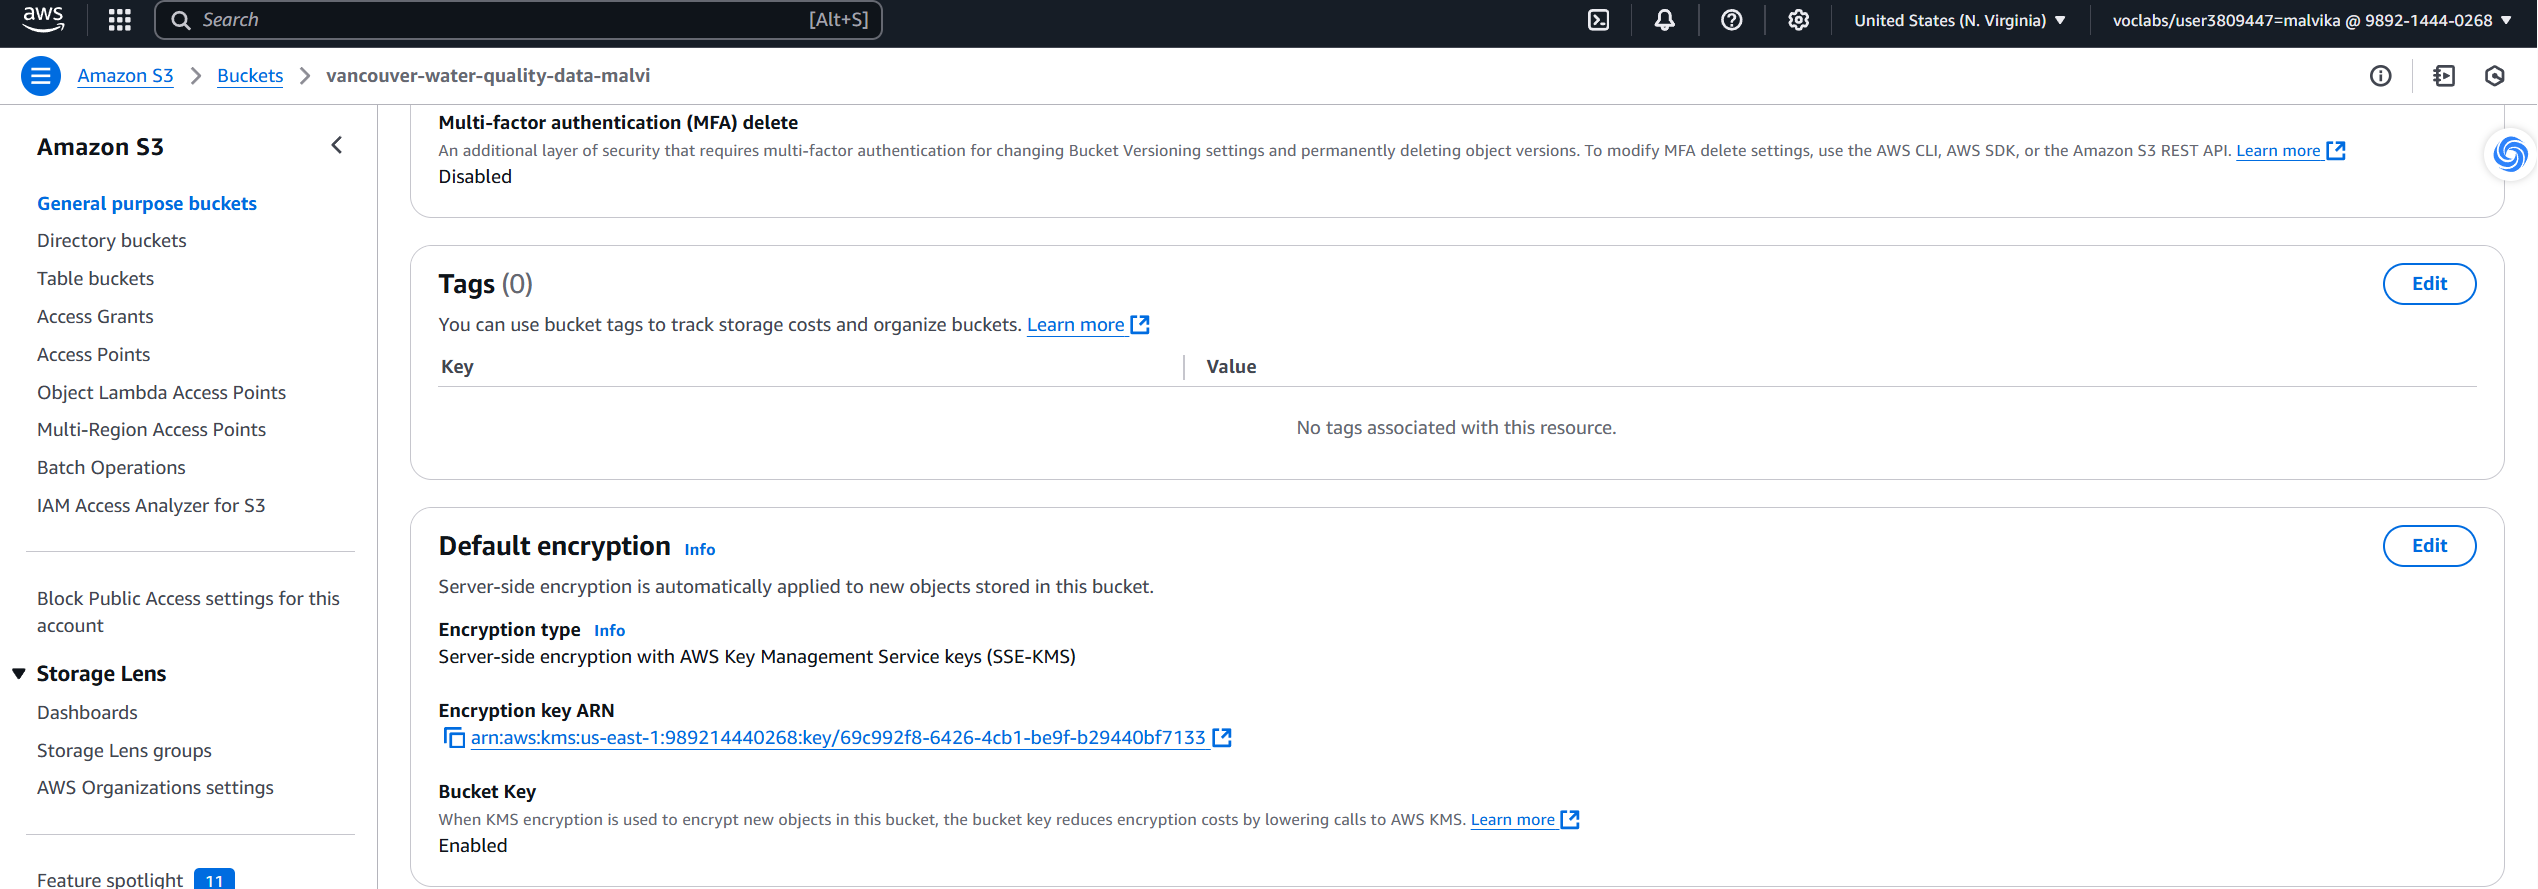 aws
Search [Alt+S]
United States (N. Virginia)
voclabs/user3809447=malvika @ 9892-1444-0268
Amazon S3 > Buckets > vancouver-water-quality-data-malvi
Amazon S3
General purpose buckets
Directory buckets
Table buckets
Access Grants
Access Points
Object Lambda Access Points
Multi-Region Access Points
Batch Operations
IAM Access Analyzer for S3
Block Public Access settings for this
account
Storage Lens
Dashboards
Storage Lens groups
AWS Organizations settings
Feature spotlight 11
Multi-factor authentication (MFA) delete
An additional layer of security that requires multi-factor authentication for changing Bucket Versioning settings and permanently deleting object versions. To modify MFA delete settings, use the AWS CLI, AWS SDK, or the Amazon S3 REST API. Learn more
Disabled
Tags (0)
Edit
You can use bucket tags to track storage costs and organize buckets. Learn more
Key Value
No tags associated with this resource.
Default encryption Info
Edit
Server-side encryption is automatically applied to new objects stored in this bucket.
Encryption type Info
Server-side encryption with AWS Key Management Service keys (SSE-KMS)
Encryption key ARN
arn:aws:kms:us-east-1:989214440268:key/69c992f8-6426-4cb1-be9f-b29440bf7133
Bucket Key
When KMS encryption is used to encrypt new objects in this bucket, the bucket key reduces encryption costs by lowering calls to AWS KMS. Learn more
Enabled